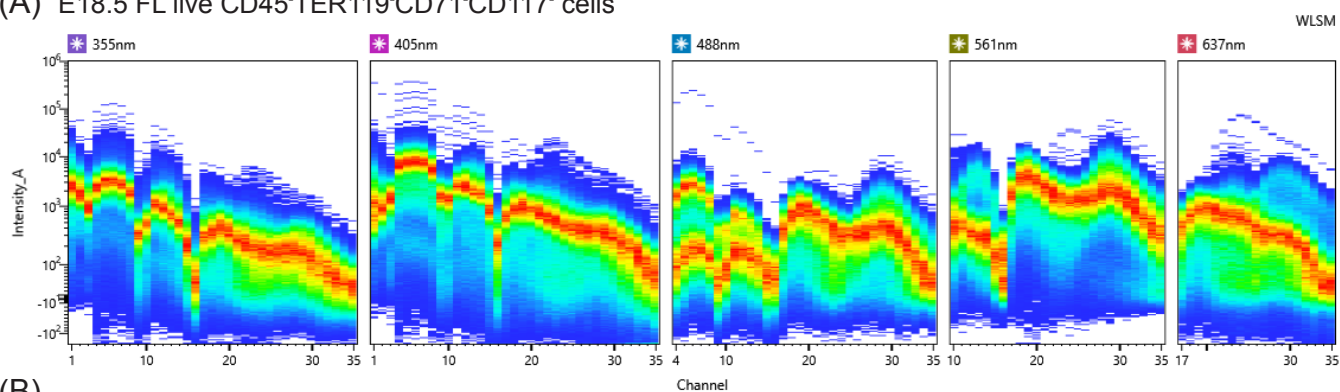 (A) E18.5 FL live CD45⁻TER119⁻CD71⁻CD117⁻ cells
WLSM
355nm 405nm 488nm 561nm 637nm
10⁶
10⁵
10⁴
10³
10²
-10¹
-10²
Intensity_A
1 10 20 30 35 1 10 20 30 35 4 10 20 30 35 10 20 30 35 17 30 35
Channel
(B)